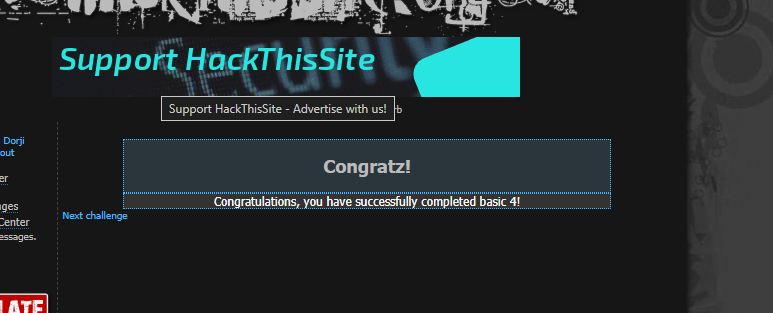 Support HackThisSite
Support HackThisSite - Advertise with us!
Dorji
out
er
Congratz!
Congratulations, you have successfully completed basic 4!
ages
Center
Next challenge
essages.
LATE